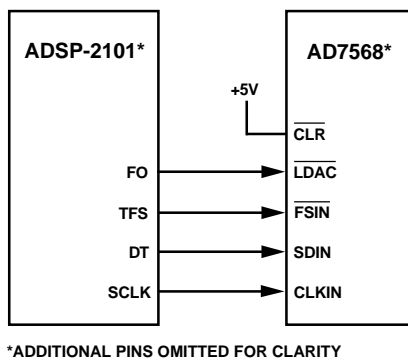 ADSP-2101*
AD7568*
+5V
CLR
FO
LDAC
TFS
FSIN
DT
SDIN
SCLK
CLKIN
*ADDITIONAL PINS OMITTED FOR CLARITY